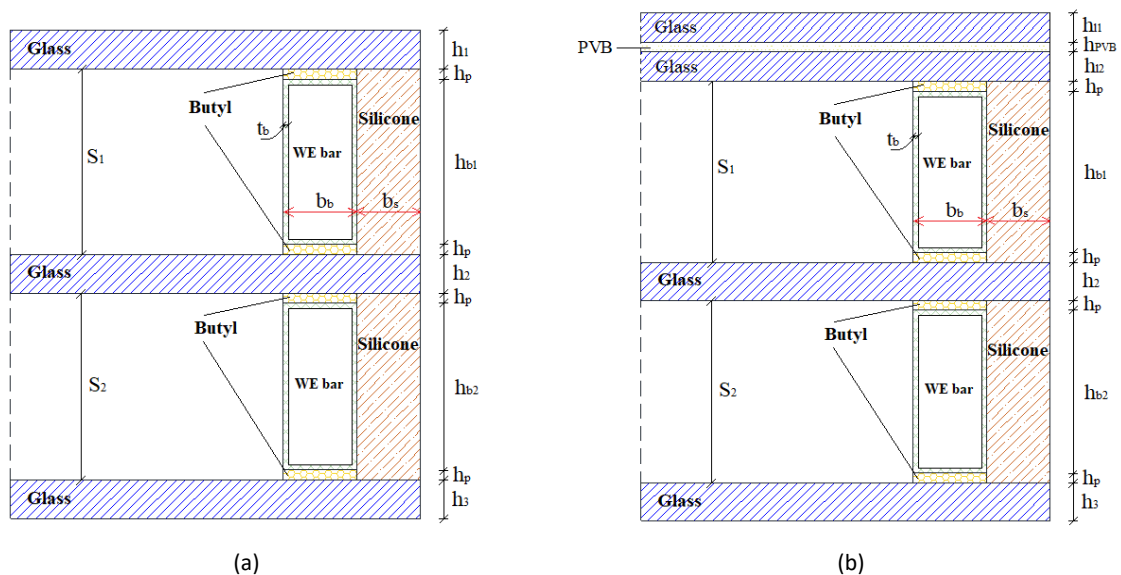 Glass
h1
hp
Butyl
Silicone
tb
S1
WE bar
hb1
bb
bs
hp
Glass
h2
hp
Butyl
Silicone
S2
WE bar
hb2
hp
Glass
h3
(a)
hl1
PVB
hPVB
Glass
hl2
hp
Butyl
Silicone
tb
S1
WE bar
hb1
bb
bs
hp
Glass
h2
hp
Butyl
Silicone
S2
WE bar
hb2
hp
Glass
h3
(b)